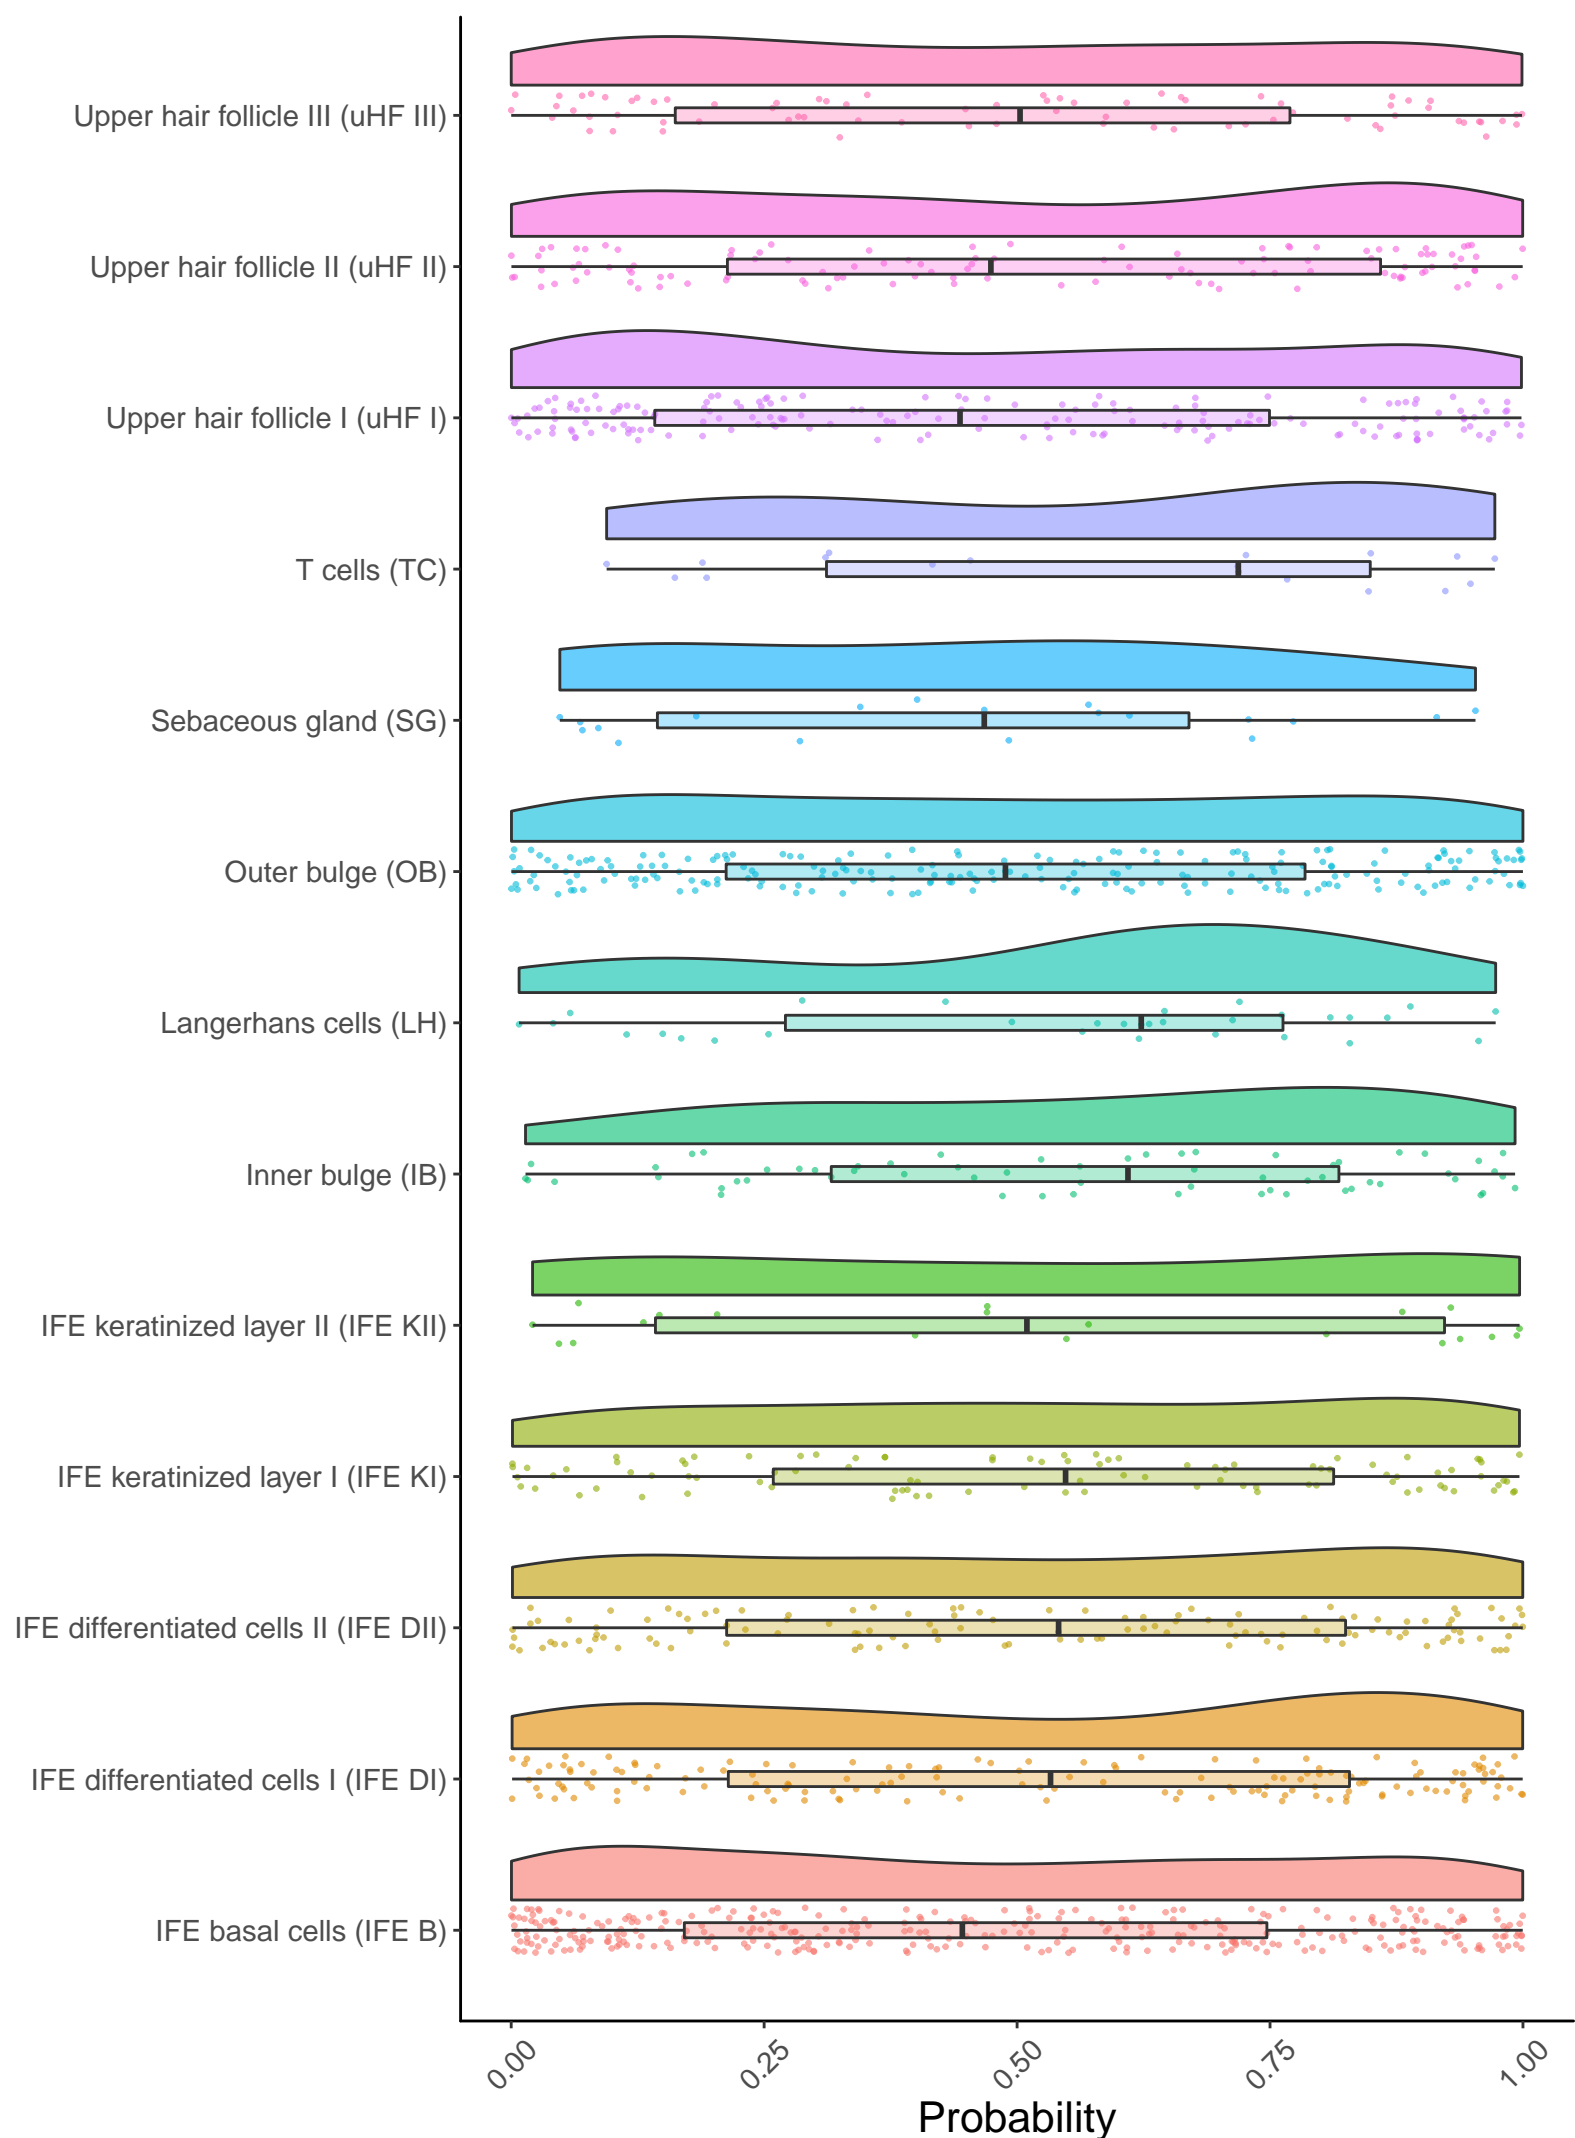 Upper hair follicle III (uHF III)
Upper hair follicle II (uHF II)
Upper hair follicle I (uHF I)
T cells (TC)
Sebaceous gland (SG)
Outer bulge (OB)
Langerhans cells (LH)
Inner bulge (IB)
IFE keratinized layer II (IFE KII)
IFE keratinized layer I (IFE KI)
IFE differentiated cells II (IFE DII)
IFE differentiated cells I (IFE DI)
IFE basal cells (IFE B)
0.00
0.25
0.50
0.75
1.00
Probability